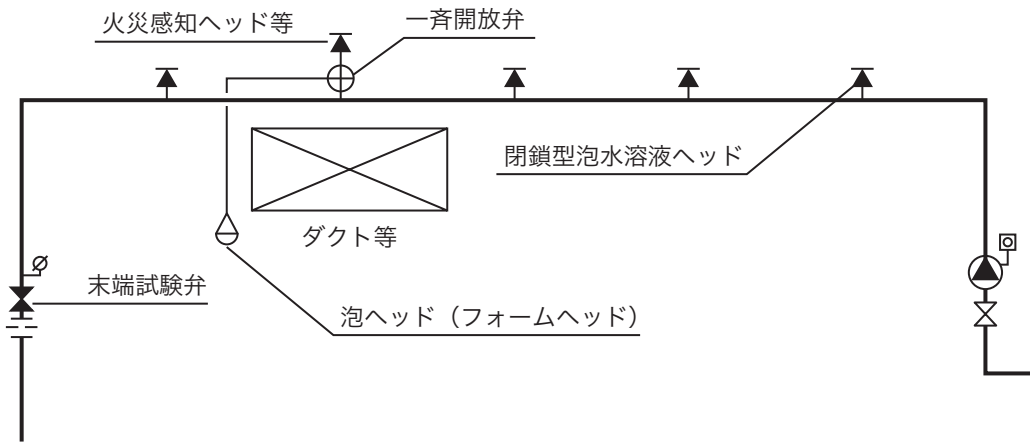 火災感知ヘッド等
一斉開放弁
閉鎖型泡水溶液ヘッド
ダクト等
末端試験弁
泡ヘッド（フォームヘッド）